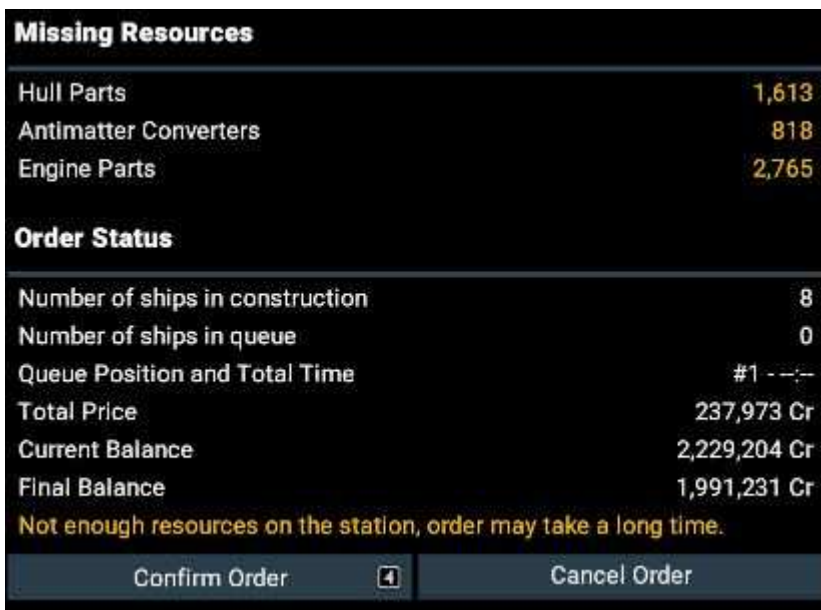 Missing Resources
Hull Parts 1,613
Antimatter Converters 818
Engine Parts 2,765
Order Status
Number of ships in construction 8
Number of ships in queue 0
Queue Position and Total Time #1 - --:--
Total Price 237,973 Cr
Current Balance 2,229,204 Cr
Final Balance 1,991,231 Cr
Not enough resources on the station, order may take a long time.
Confirm Order 4 Cancel Order